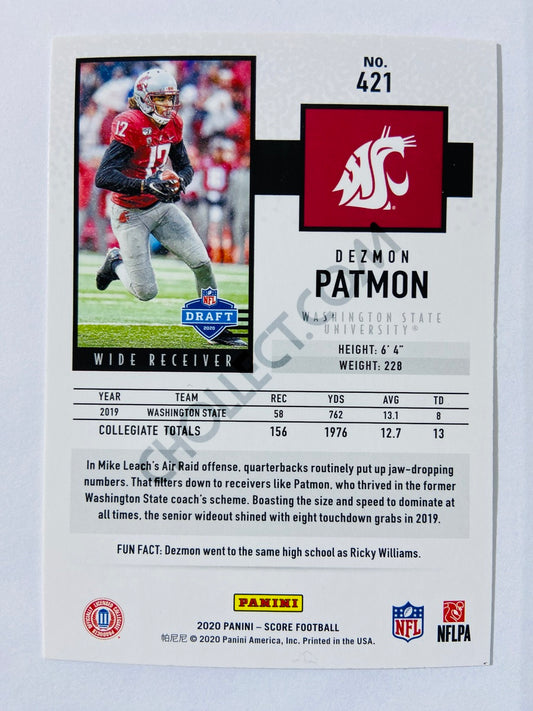 No.
421
12
NFL
DRAFT
2020
WIDE RECEIVER
WSC
DEZMON
PATMON
WASHINGTON STATE
UNIVERSITY®
HEIGHT: 6' 4"
WEIGHT: 228
YEAR TEAM REC YDS AVG TD
2019 WASHINGTON STATE 58 762 13.1 8
COLLEGIATE TOTALS 156 1976 12.7 13
In Mike Leach's Air Raid offense, quarterbacks routinely put up jaw-dropping
numbers. That filters down to receivers like Patmon, who thrived in the former
Washington State coach's scheme. Boasting the size and speed to dominate at
all times, the senior wideout shined with eight touchdown grabs in 2019.
FUN FACT: Dezmon went to the same high school as Ricky Williams.
CHOLLECT.COM
PANINI
NFL
NFLPA
2020 PANINI – SCORE FOOTBALL
帕尼尼 © 2020 Panini America, Inc. Printed in the USA.